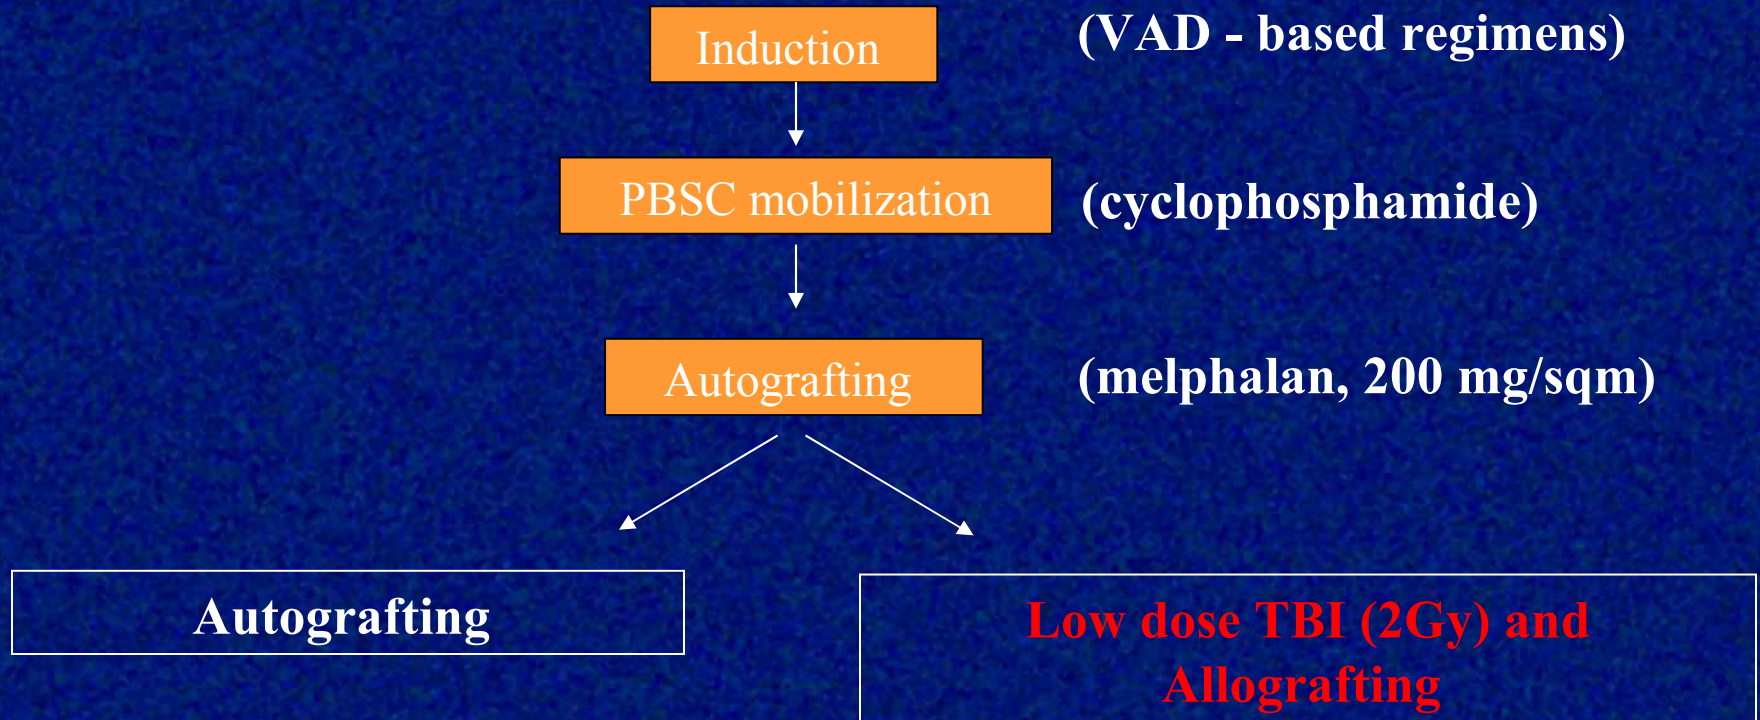 Induction
(VAD - based regimens)
PBSC mobilization
(cyclophosphamide)
Autografting
(melphalan, 200 mg/sqm)
Autografting
Low dose TBI (2Gy) and
Allografting